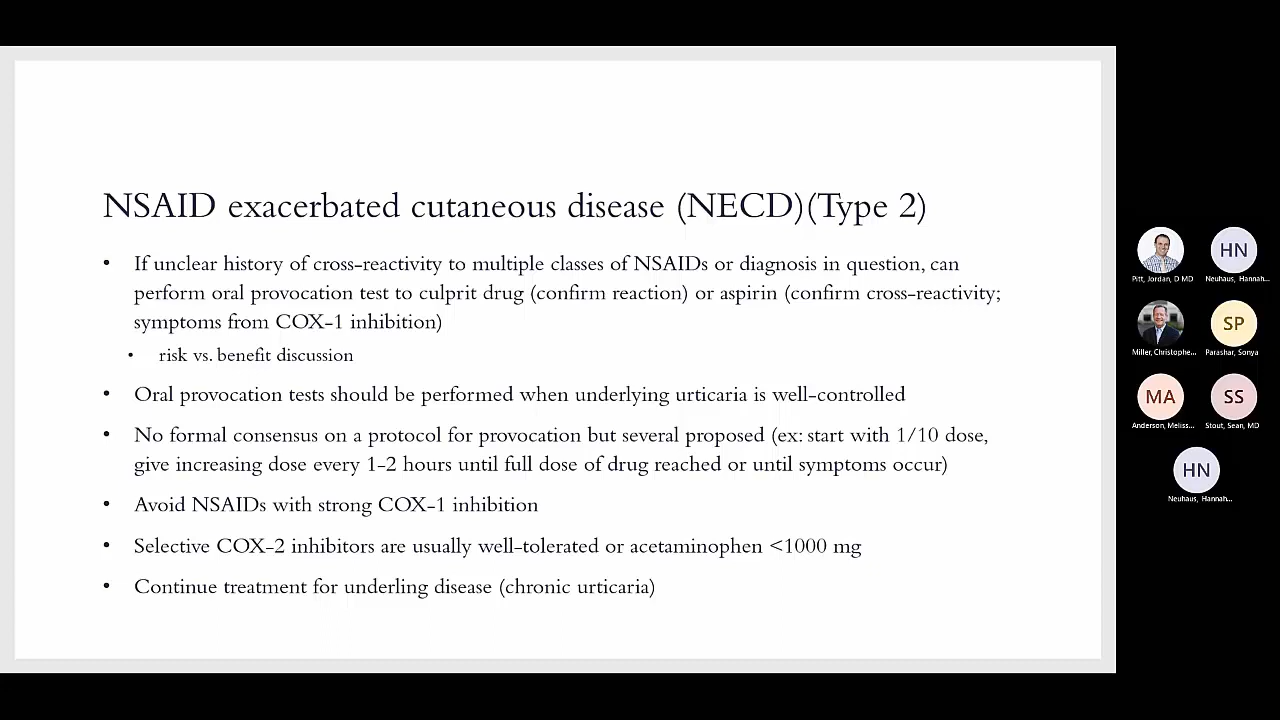 NSAID exacerbated cutaneous disease (NECD)(Type 2)
• If unclear history of cross-reactivity to multiple classes of NSAIDs or diagnosis in question, can
perform oral provocation test to culprit drug (confirm reaction) or aspirin (confirm cross-reactivity;
symptoms from COX-1 inhibition)
• risk vs. benefit discussion
• Oral provocation tests should be performed when underlying urticaria is well-controlled
• No formal consensus on a protocol for provocation but several proposed (ex: start with 1/10 dose,
give increasing dose every 1-2 hours until full dose of drug reached or until symptoms occur)
• Avoid NSAIDs with strong COX-1 inhibition
• Selective COX-2 inhibitors are usually well-tolerated or acetaminophen <1000 mg
• Continue treatment for underling disease (chronic urticaria)
HN
Pitt, Jordan, D MD
Neuhaus, Hannah...
SP
Miller, Christophe...
Parashar, Sonya
MA
SS
Anderson, Meliss...
Stout, Sean, MD
HN
Neuhaus, Hannah...